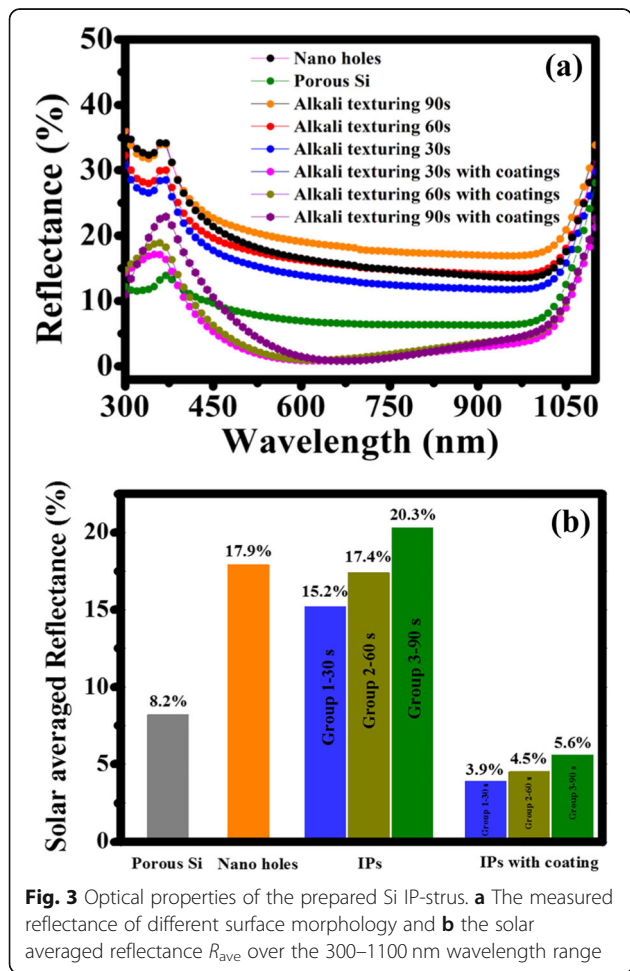 50
40
30
20
10
0
Reflectance (%)
(a)
Nano holes
Porous Si
Alkali texturing 90s
Alkali texturing 60s
Alkali texturing 30s
Alkali texturing 30s with coatings
Alkali texturing 60s with coatings
Alkali texturing 90s with coatings
300 450 600 750 900 1050
Wavelength (nm)
Solar averaged Reflectance (%)
20
15
10
5
0
(b)
8.2%
17.9%
15.2%
17.4%
20.3%
3.9%
4.5%
5.6%
Group 1-30 s
Group 2-60 s
Group 3-90 s
Group 1-30 s
Group 2-60 s
Group 3-90 s
Porous Si Nano holes IPs IPs with coating
Fig. 3 Optical properties of the prepared Si IP-strus. a The measured
reflectance of different surface morphology and b the solar
averaged reflectance Rave over the 300–1100 nm wavelength range